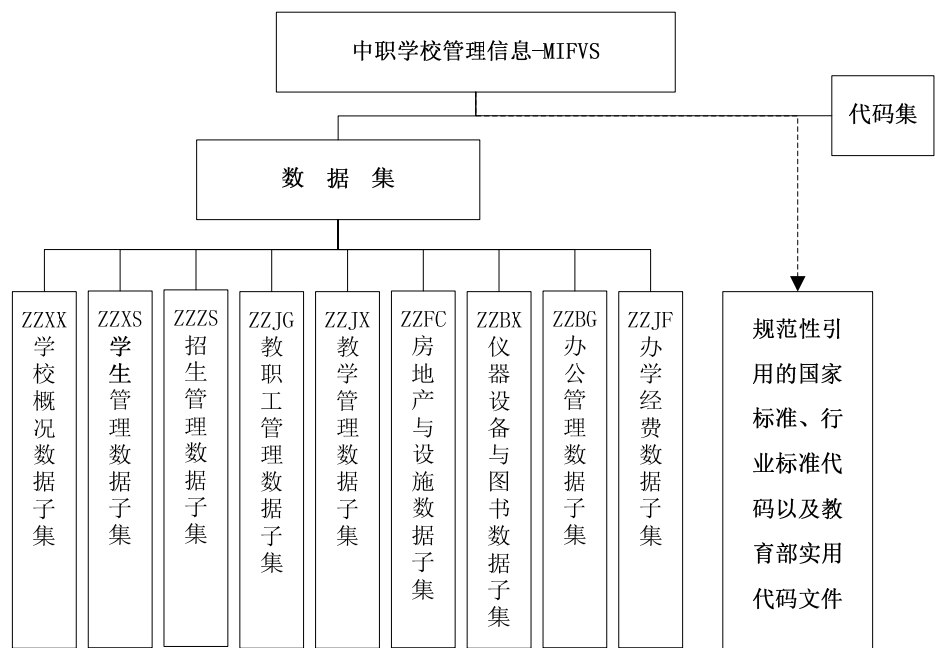 中职学校管理信息-MIFVS
代码集
数 据 集
ZZXX
学校概况数据子集
ZZXS
学生管理数据子集
ZZZS
招生管理数据子集
ZZJG
教职工管理数据子集
ZZJX
教学管理数据子集
ZZFC
房地产与设施数据子集
ZZBX
仪器设备与图书数据子集
ZZBG
办公管理数据子集
ZZJF
办学经费数据子集
规范性引
用的国家
标准、行
业标准代
码以及教
育部实用
代码文件